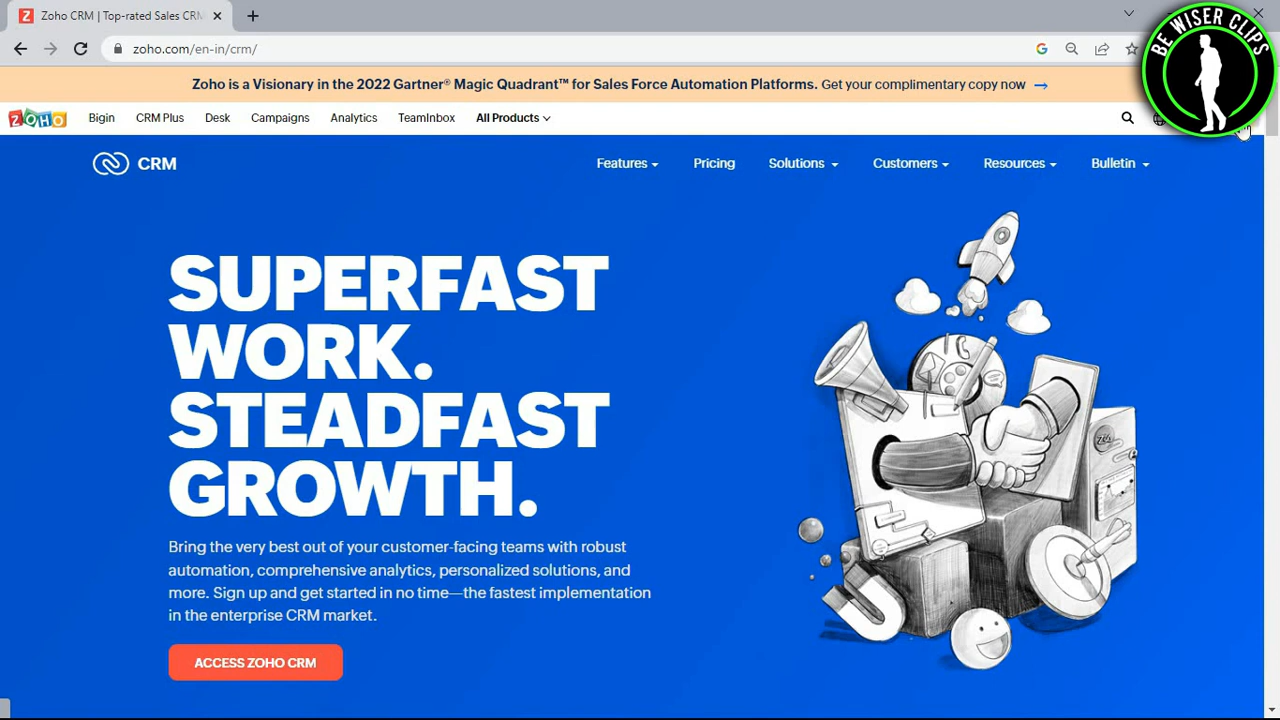 Zoho CRM | Top-rated Sales CRM
zoho.com/en-in/crm/
BE WISER CLIPS
Zoho is a Visionary in the 2022 Gartner® Magic Quadrant™ for Sales Force Automation Platforms. Get your complimentary copy now →
ZOHO Bigin CRM Plus Desk Campaigns Analytics TeamInbox All Products
CRM Features Pricing Solutions Customers Resources Bulletin
SUPERFAST
WORK.
STEADFAST
GROWTH.
Bring the very best out of your customer-facing teams with robust
automation, comprehensive analytics, personalized solutions, and
more. Sign up and get started in no time—the fastest implementation
in the enterprise CRM market.
ACCESS ZOHO CRM